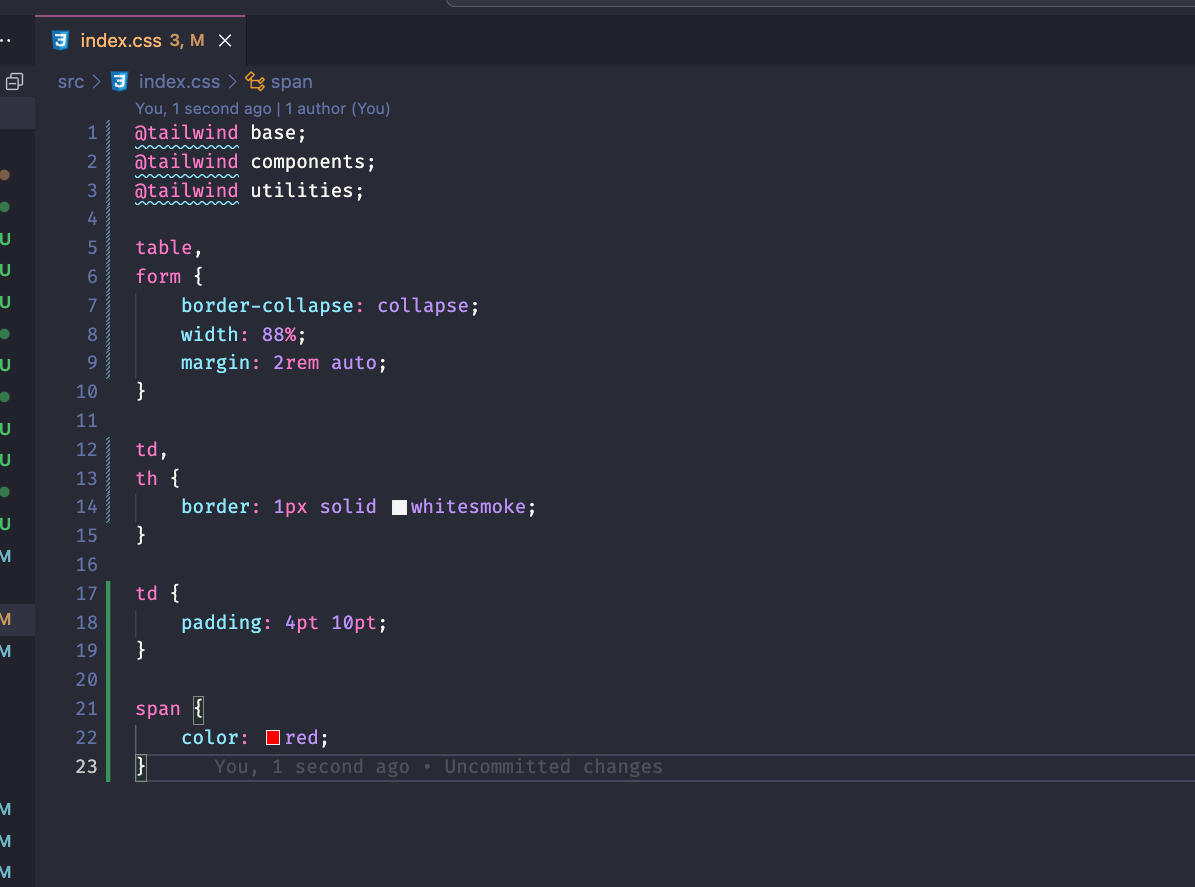 index.css 3, M
src > index.css > span
You, 1 second ago | 1 author (You)
1 @tailwind base;
2 @tailwind components;
3 @tailwind utilities;
4
5 table,
6 form {
7     border-collapse: collapse;
8     width: 88%;
9     margin: 2rem auto;
10 }
11
12 td,
13 th {
14     border: 1px solid whitesmoke;
15 }
16
17 td {
18     padding: 4pt 10pt;
19 }
20
21 span {
22     color: red;
23 } You, 1 second ago • Uncommitted changes
U
U
U
U
U
U
U
M
M
M
M
M
M